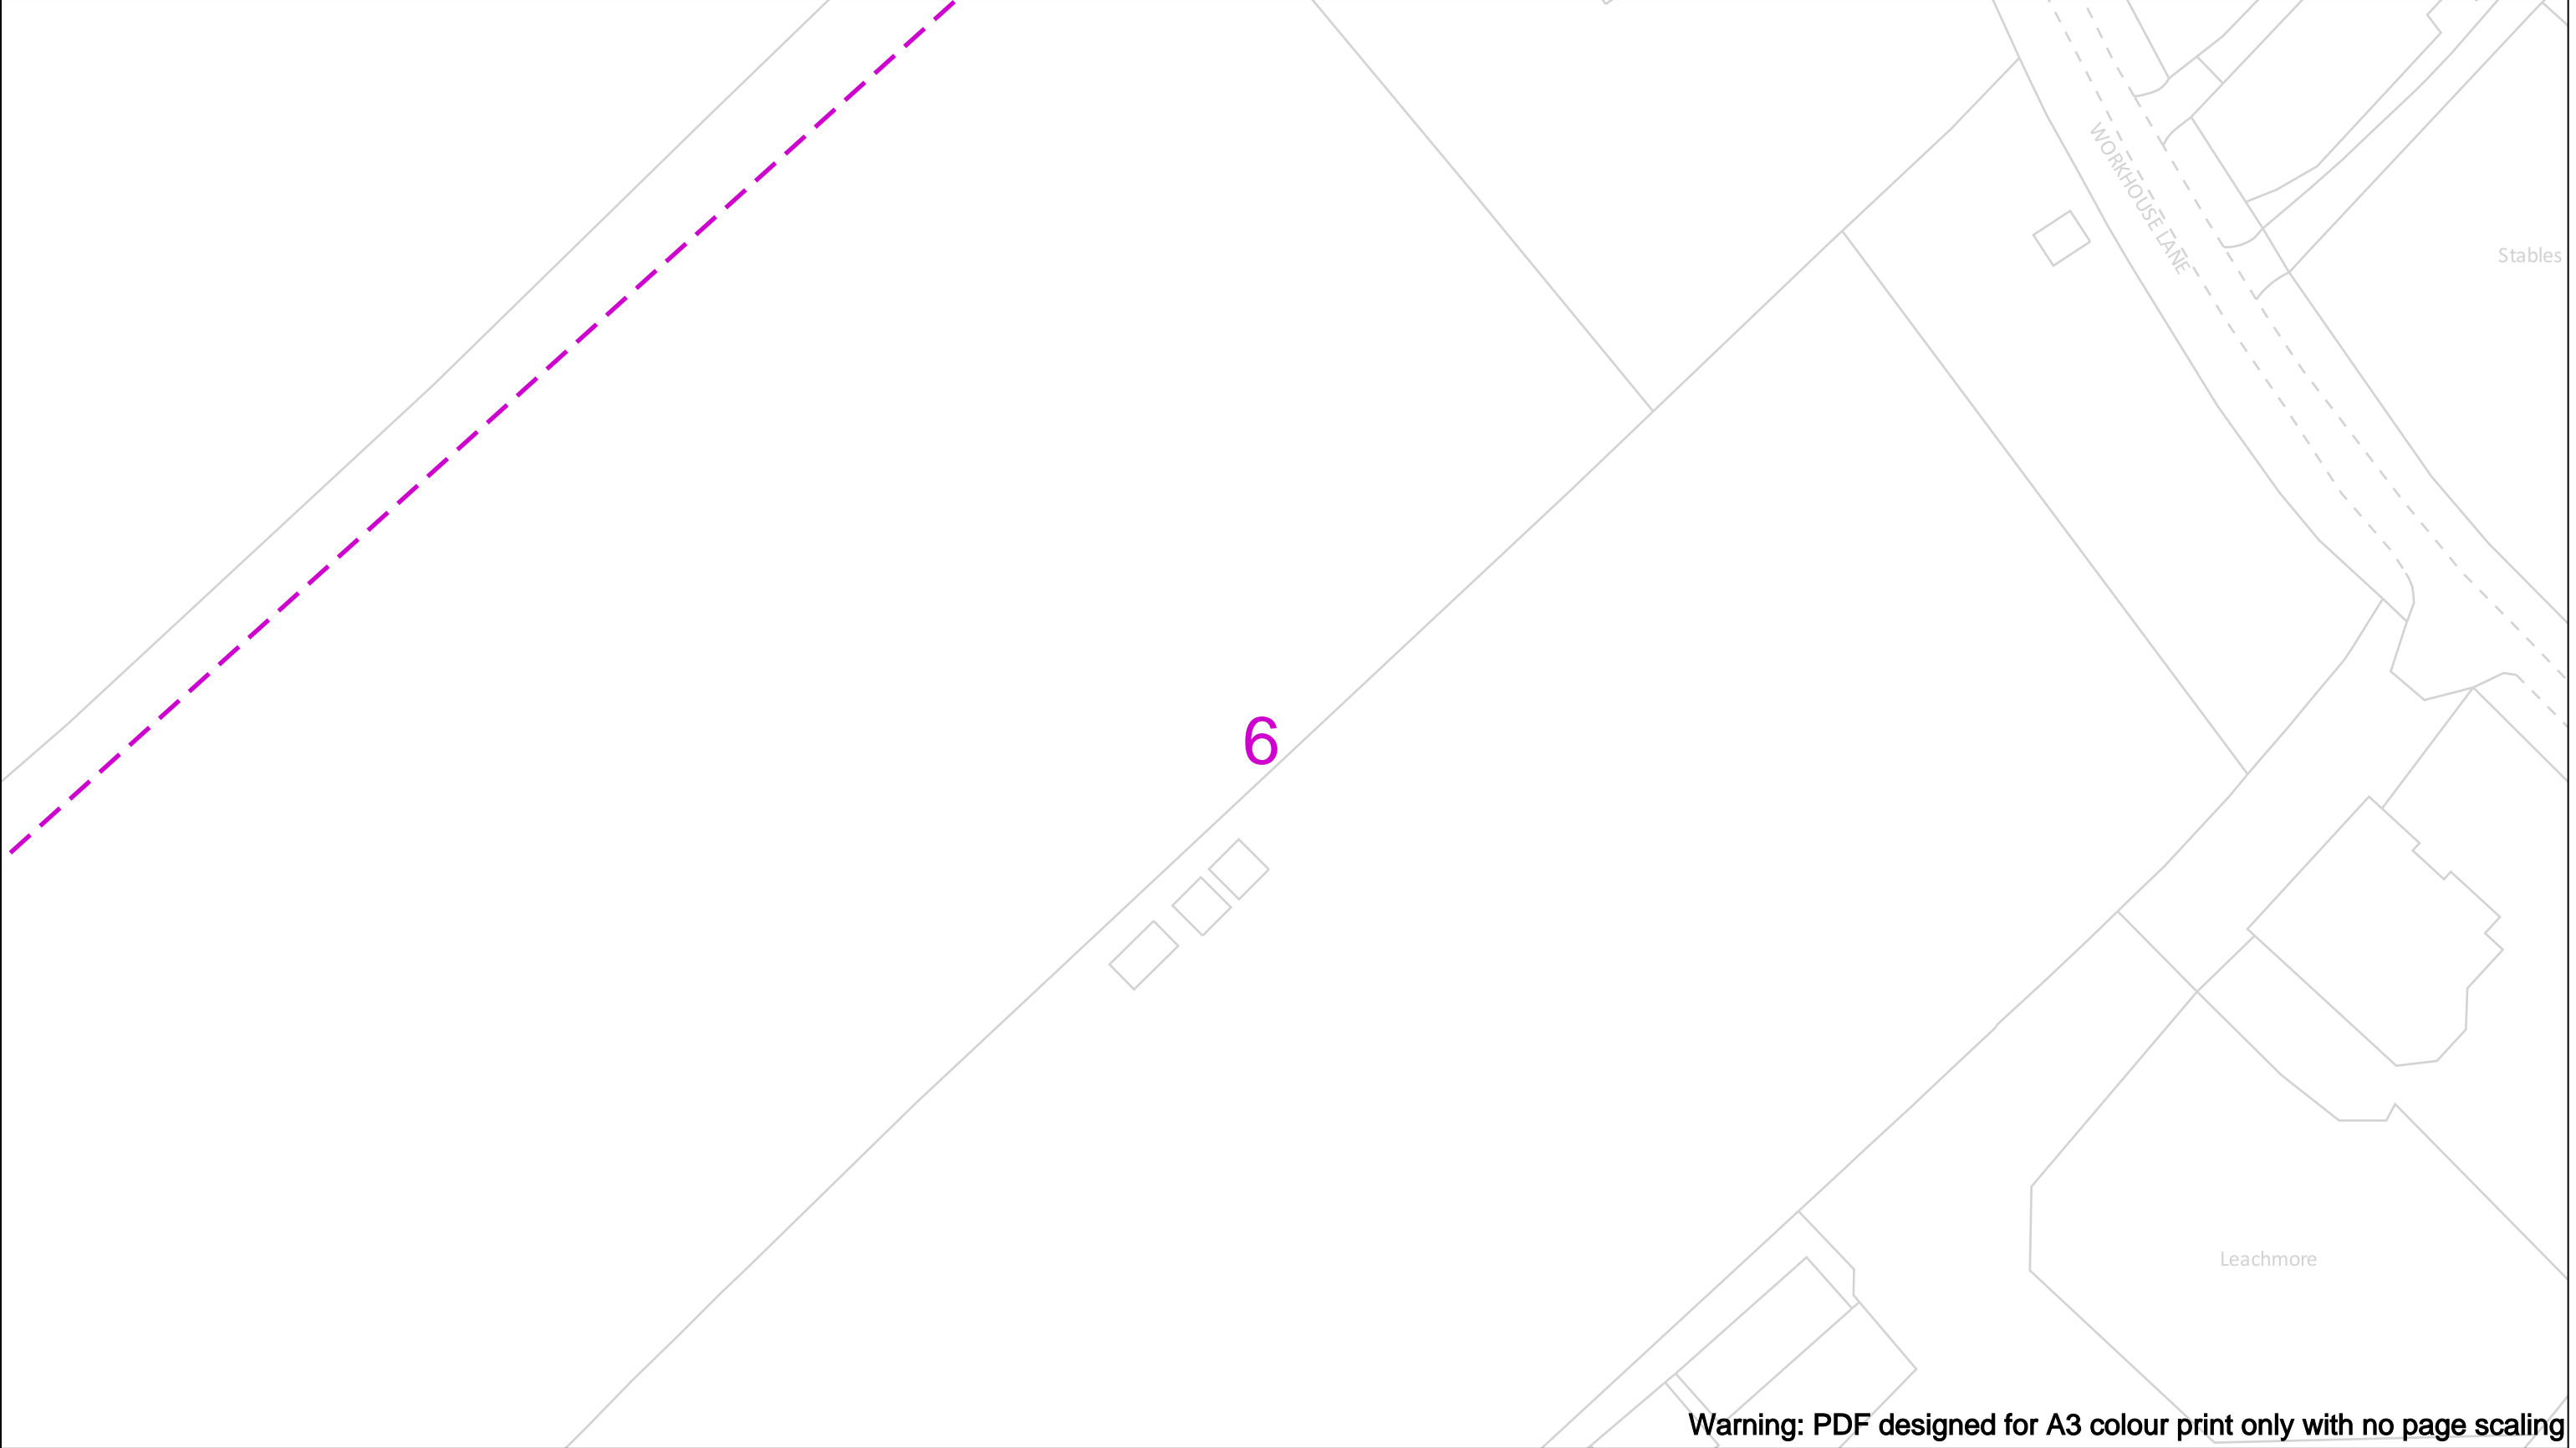 WORKHOUSE LANE
Stables
6
Leachmore
Warning: PDF designed for A3 colour print only with no page scaling